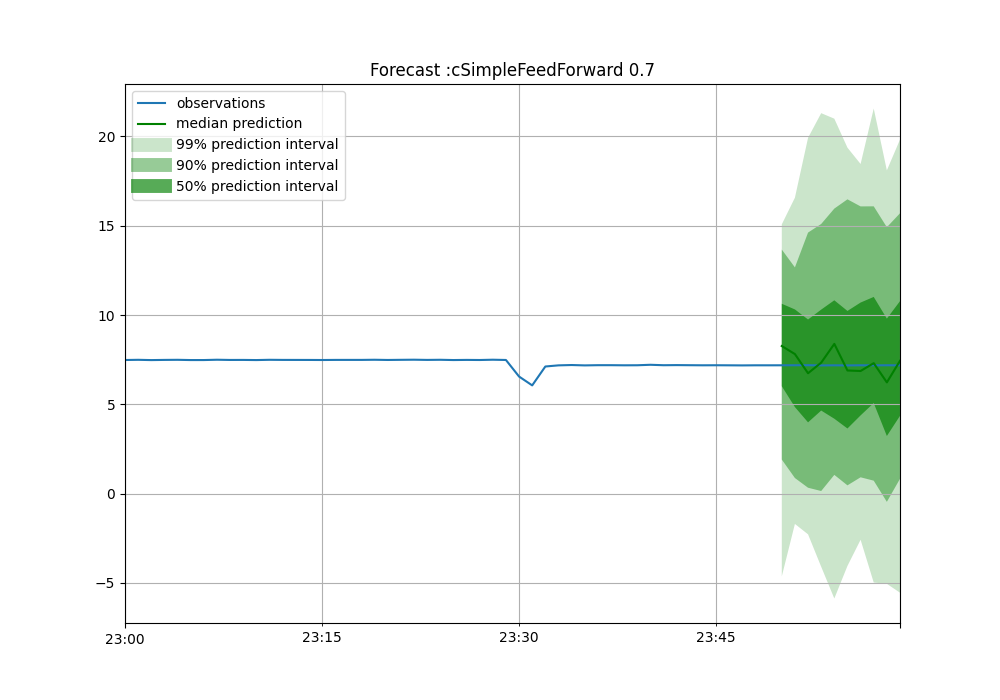 Forecast :cSimpleFeedForward 0.7
observations
median prediction
99% prediction interval
90% prediction interval
50% prediction interval
20
15
10
5
0
−5
23:00
23:15
23:30
23:45